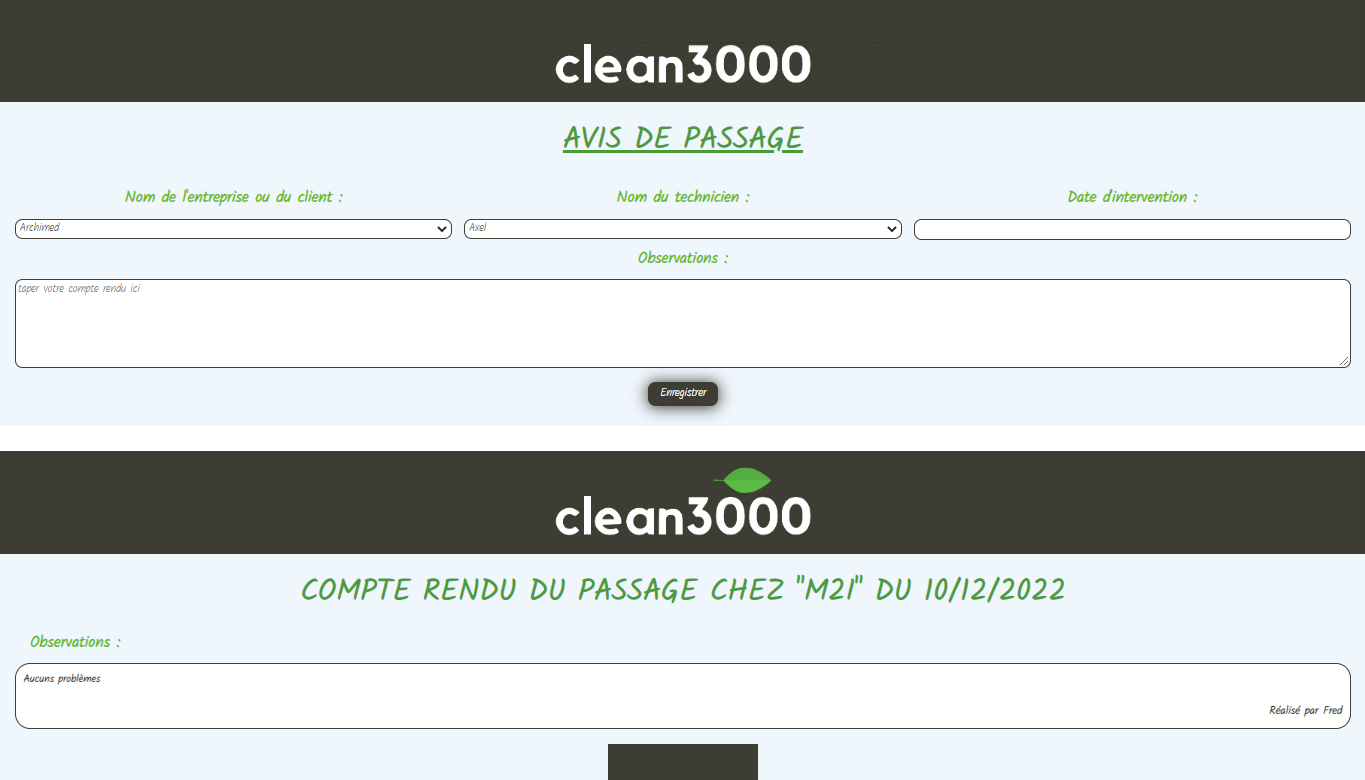 clean3000
AVIS DE PASSAGE
Nom de l'entreprise ou du client :
Nom du technicien :
Date d'intervention :
Archimed
Axel
Observations :
taper votre compte rendu ici
Enregistrer
clean3000
COMPTE RENDU DU PASSAGE CHEZ "M2I" DU 10/12/2022
Observations :
Aucuns problèmes
Réalisé par Fred